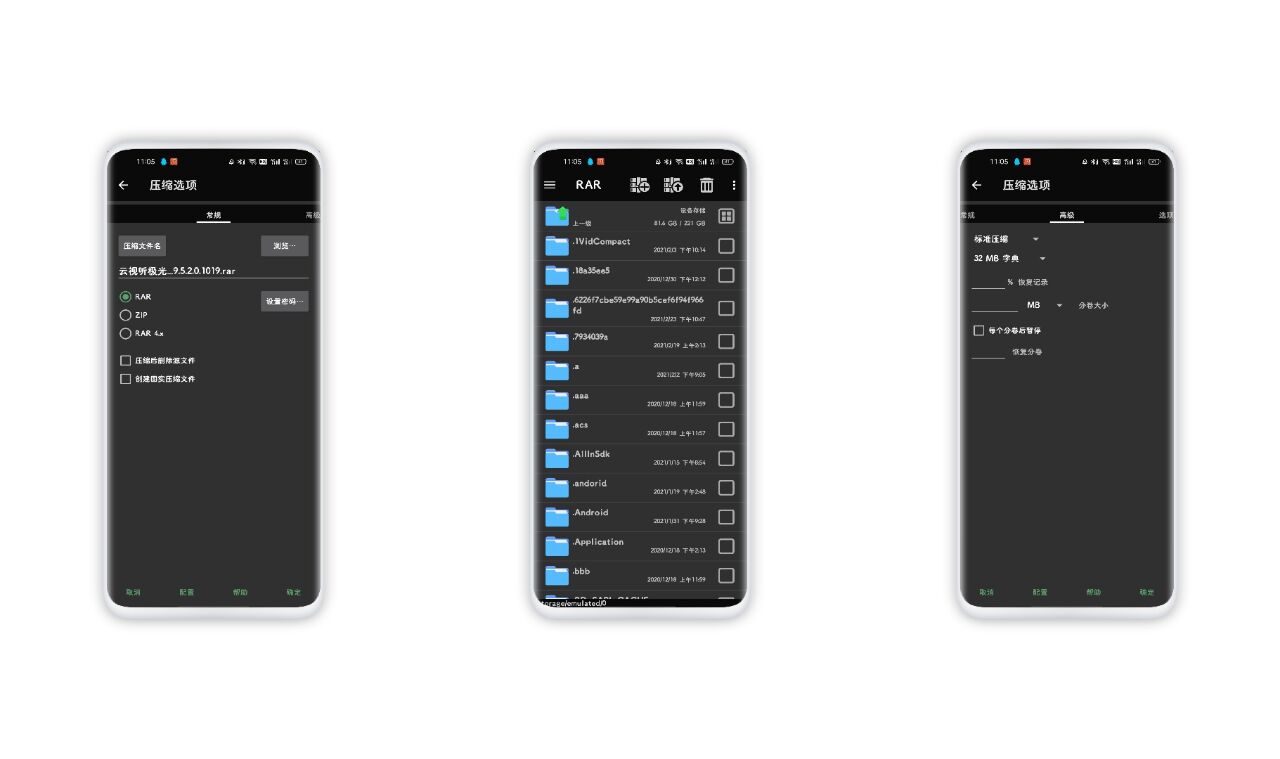 11:05
压缩选项
常规
高级
压缩文件名
浏览...
云视听极光...9.5.2.0.1019.rar
RAR
设置密码...
ZIP
RAR 4.x
压缩后删除源文件
创建固实压缩文件
取消
配置
帮助
确定
11:05
RAR
设备存储
上一级
81.4 GB / 221 GB
.1VidCompact
2021/2/3 下午10:14
.18a35ee5
2020/12/30 下午12:12
.6226f7cbe59e99a90b5cef6f94f966
fd
2021/2/23 下午10:47
.7934039a
2021/2/19 上午2:13
.a
2021/2/2 下午9:05
.aaa
2020/12/18 上午11:59
.acs
2020/12/18 上午11:57
.AllInSdk
2021/1/15 下午8:54
.andorid
2021/1/19 下午2:48
.Android
2021/1/31 下午9:28
.Application
2020/12/18 下午2:13
.bbb
2020/12/18 上午11:59
torage/emulated/0
11:05
压缩选项
常规
高级
选项
标准压缩
32 MB 字典
% 恢复记录
MB
分卷大小
每个分卷后暂停
恢复分卷
取消
配置
帮助
确定